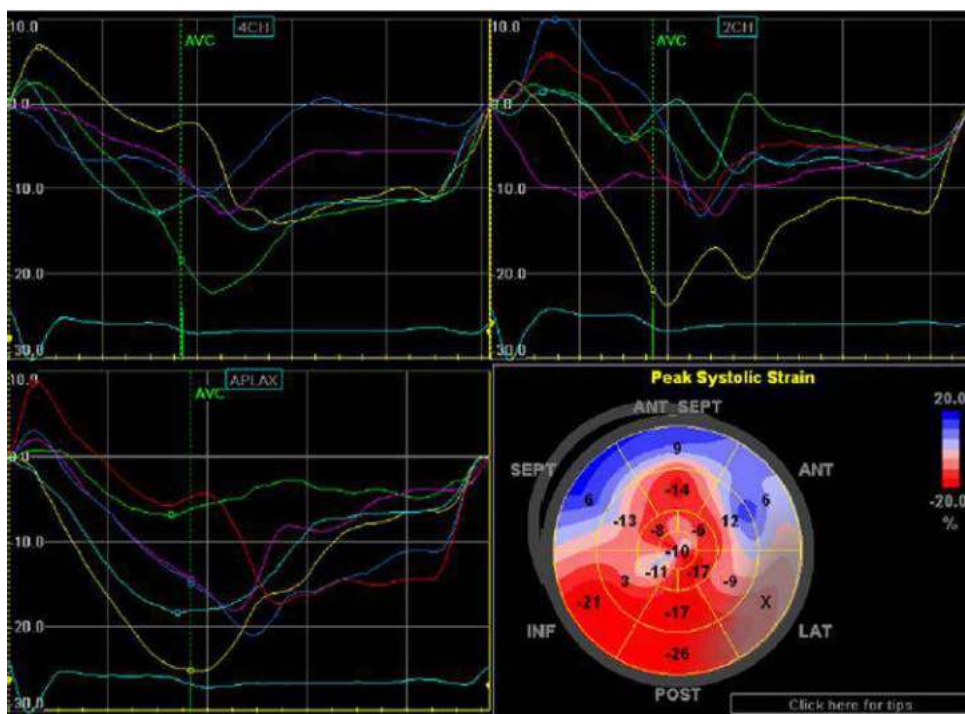 10.0
4CH
AVC
0.0
10.0
20.0
30.0
10.0
2CH
AVC
0.0
10.0
20.0
30.0
10.0
APLAX
AVC
0.0
10.0
20.0
30.0
Peak Systolic Strain
ANT_SEPT
20.0
SEPT
9
ANT
6
-14
6
-20.0
%
-13
12
-8
-6
-10
3
-11
-17
-9
-21
X
-17
INF
LAT
-26
POST
Click here for tips